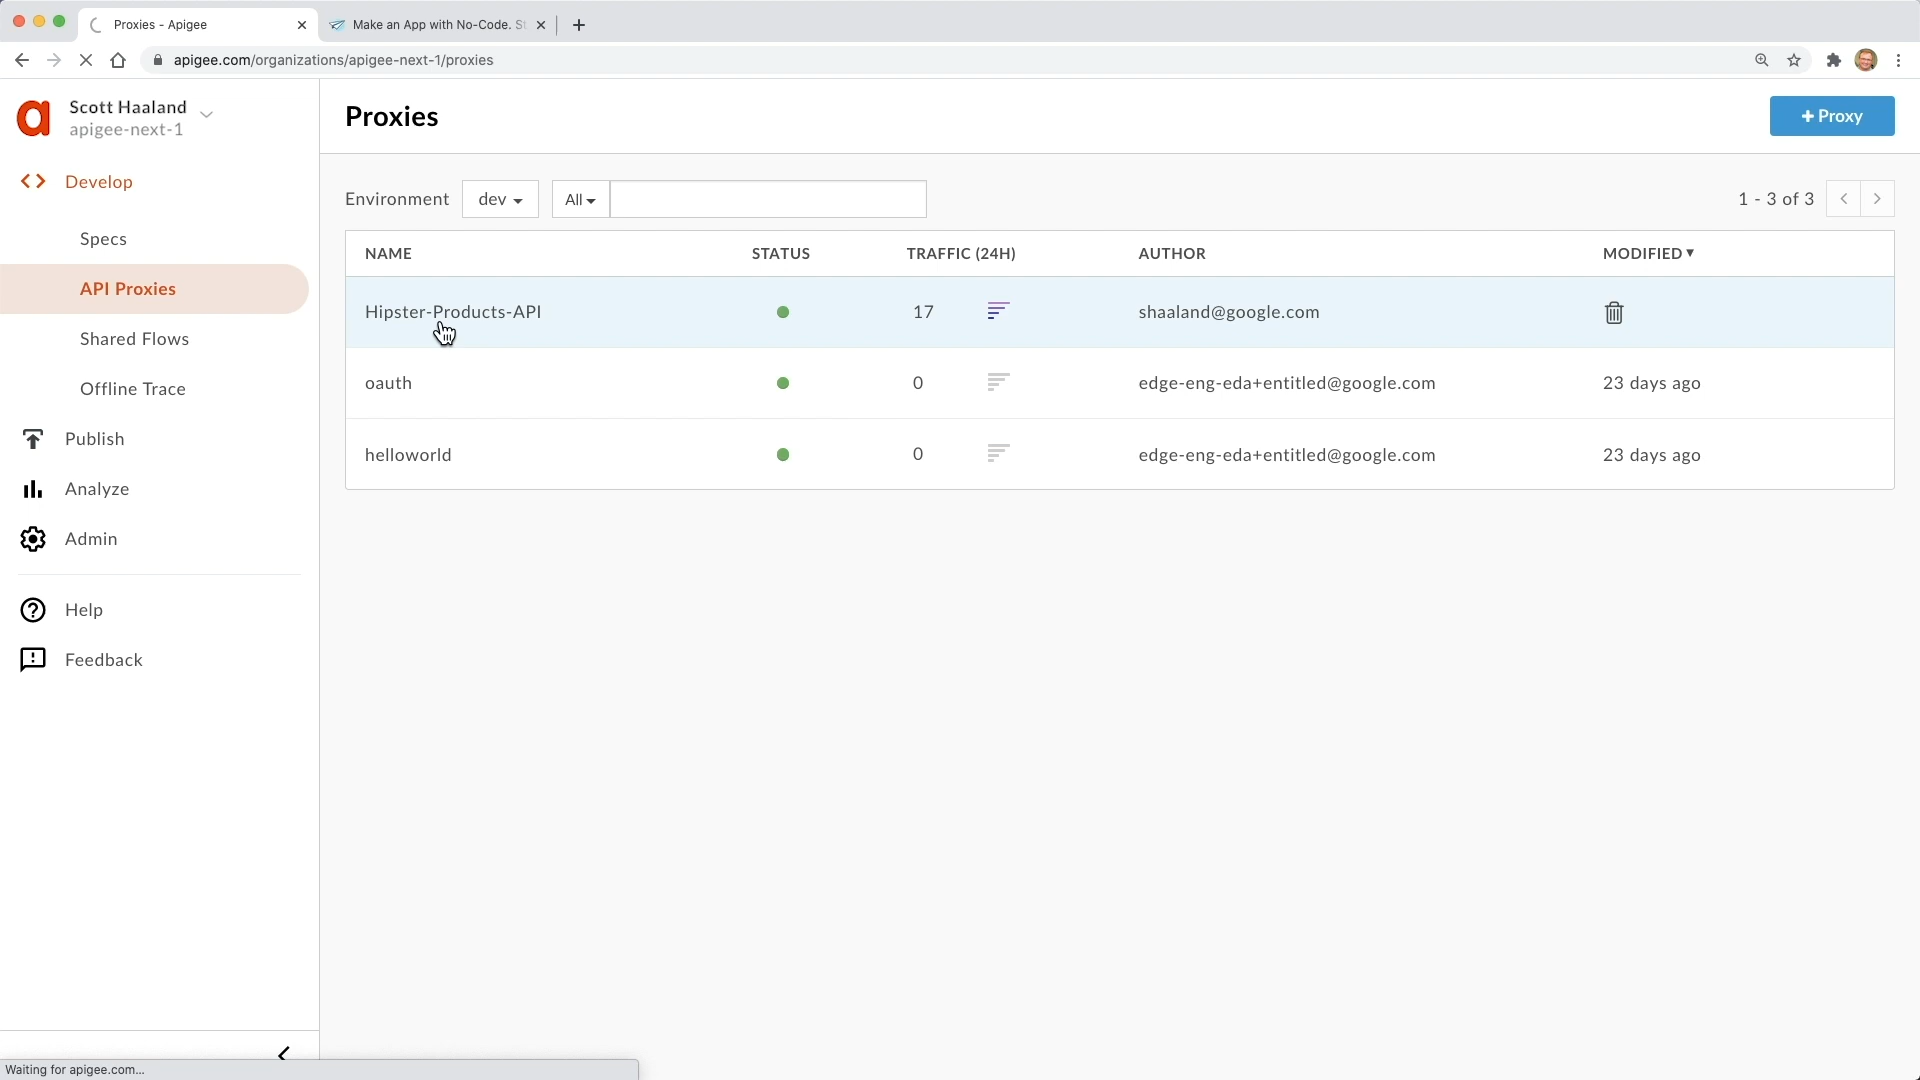 Proxies - Apigee
Make an App with No-Code. St
apigee.com/organizations/apigee-next-1/proxies
Scott Haaland
apigee-next-1
Develop
Specs
API Proxies
Shared Flows
Offline Trace
Publish
Analyze
Admin
Help
Feedback
Proxies
+ Proxy
Environment dev All 1 - 3 of 3
NAME STATUS TRAFFIC (24H) AUTHOR MODIFIED
Hipster-Products-API 17 shaaland@google.com
oauth 0 edge-eng-eda+entitled@google.com 23 days ago
helloworld 0 edge-eng-eda+entitled@google.com 23 days ago
Waiting for apigee.com...